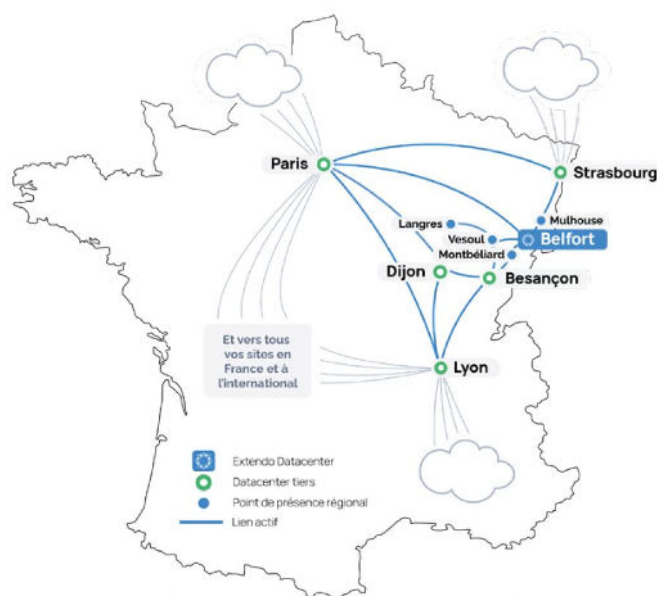 Paris
Strasbourg
Mulhouse
Langres
Belfort
Vesoul
Montbéliard
Dijon
Besançon
Et vers tous
vos sites en
France et à
l'international
Lyon
Extendo Datacenter
Datacenter tiers
Point de présence régional
Lien actif